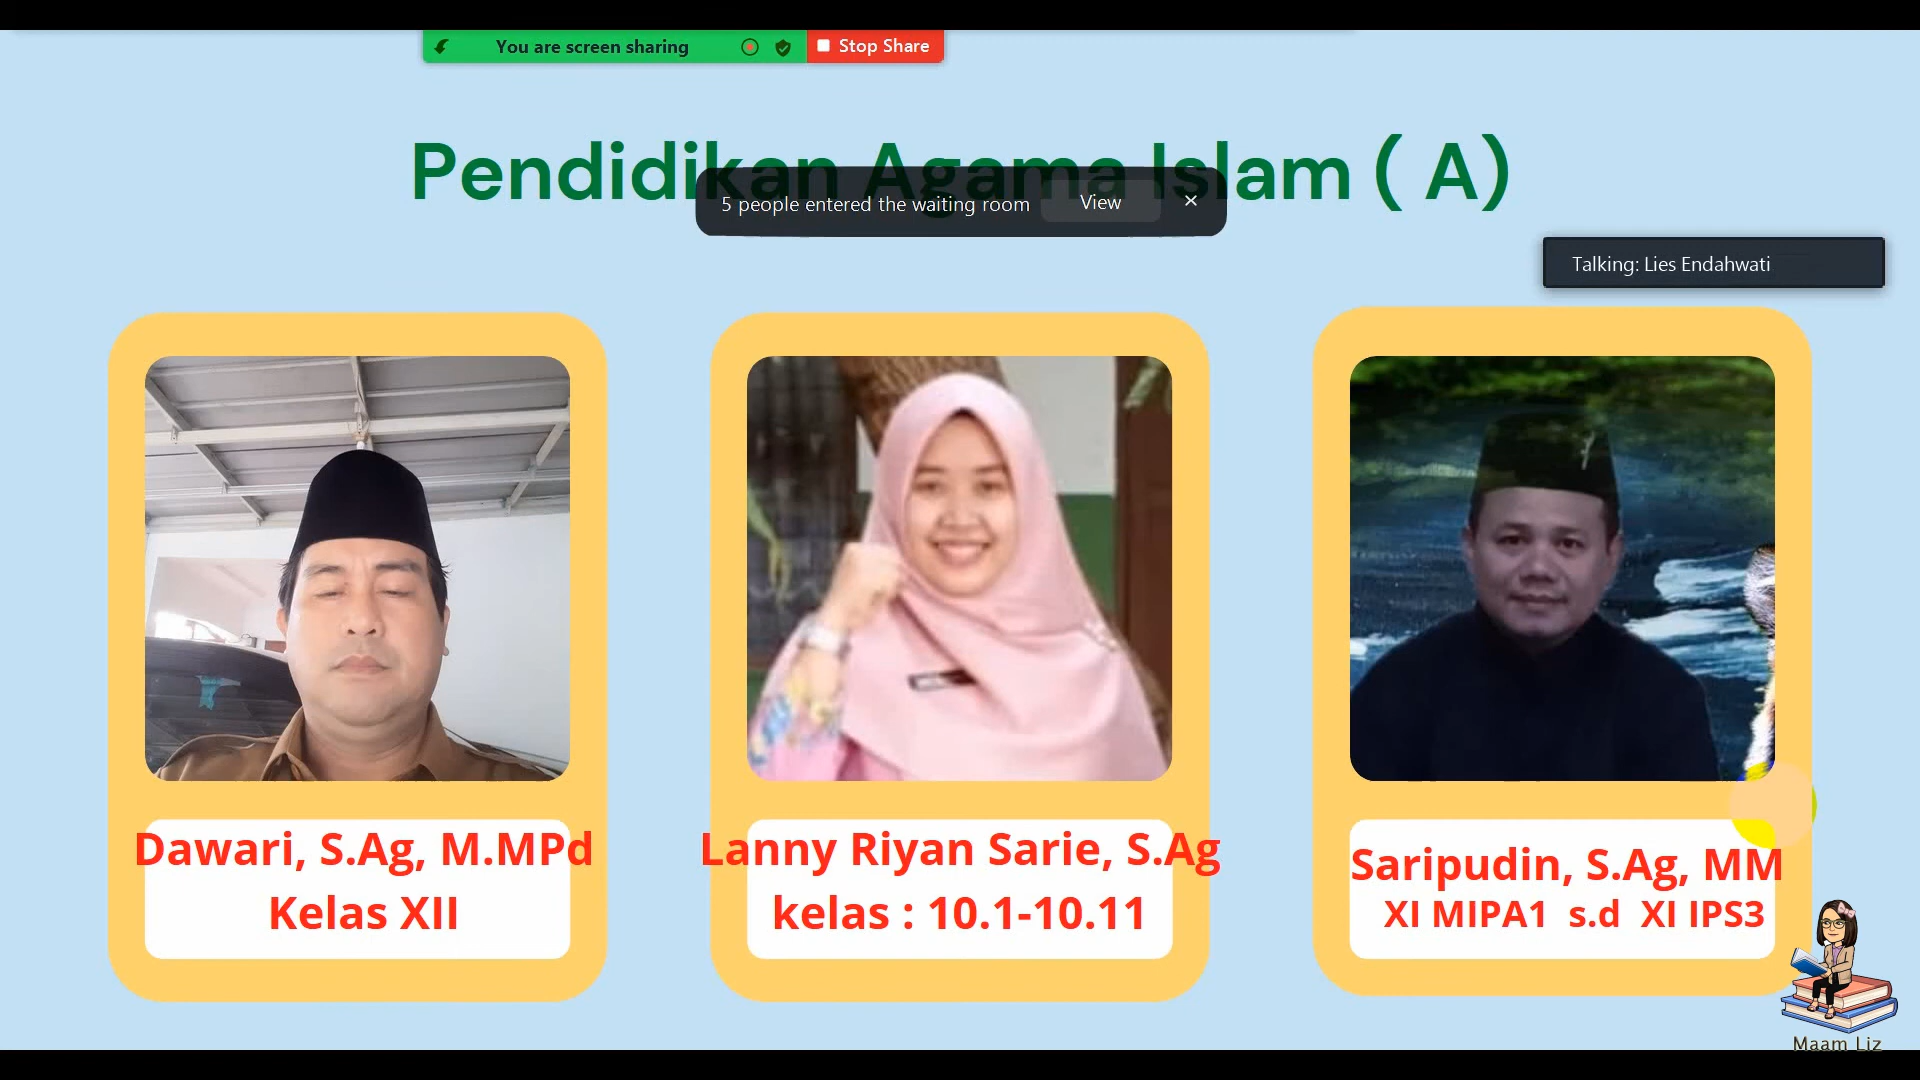 You are screen sharing
Stop Share
Pendidikan Agama Islam ( A)
5 people entered the waiting room
View
Talking: Lies Endahwati
Dawari, S.Ag, M.MPd
Kelas XII
Lanny Riyan Sarie, S.Ag
kelas : 10.1-10.11
Saripudin, S.Ag, MM
XI MIPA1 s.d XI IPS3
Maam Liz